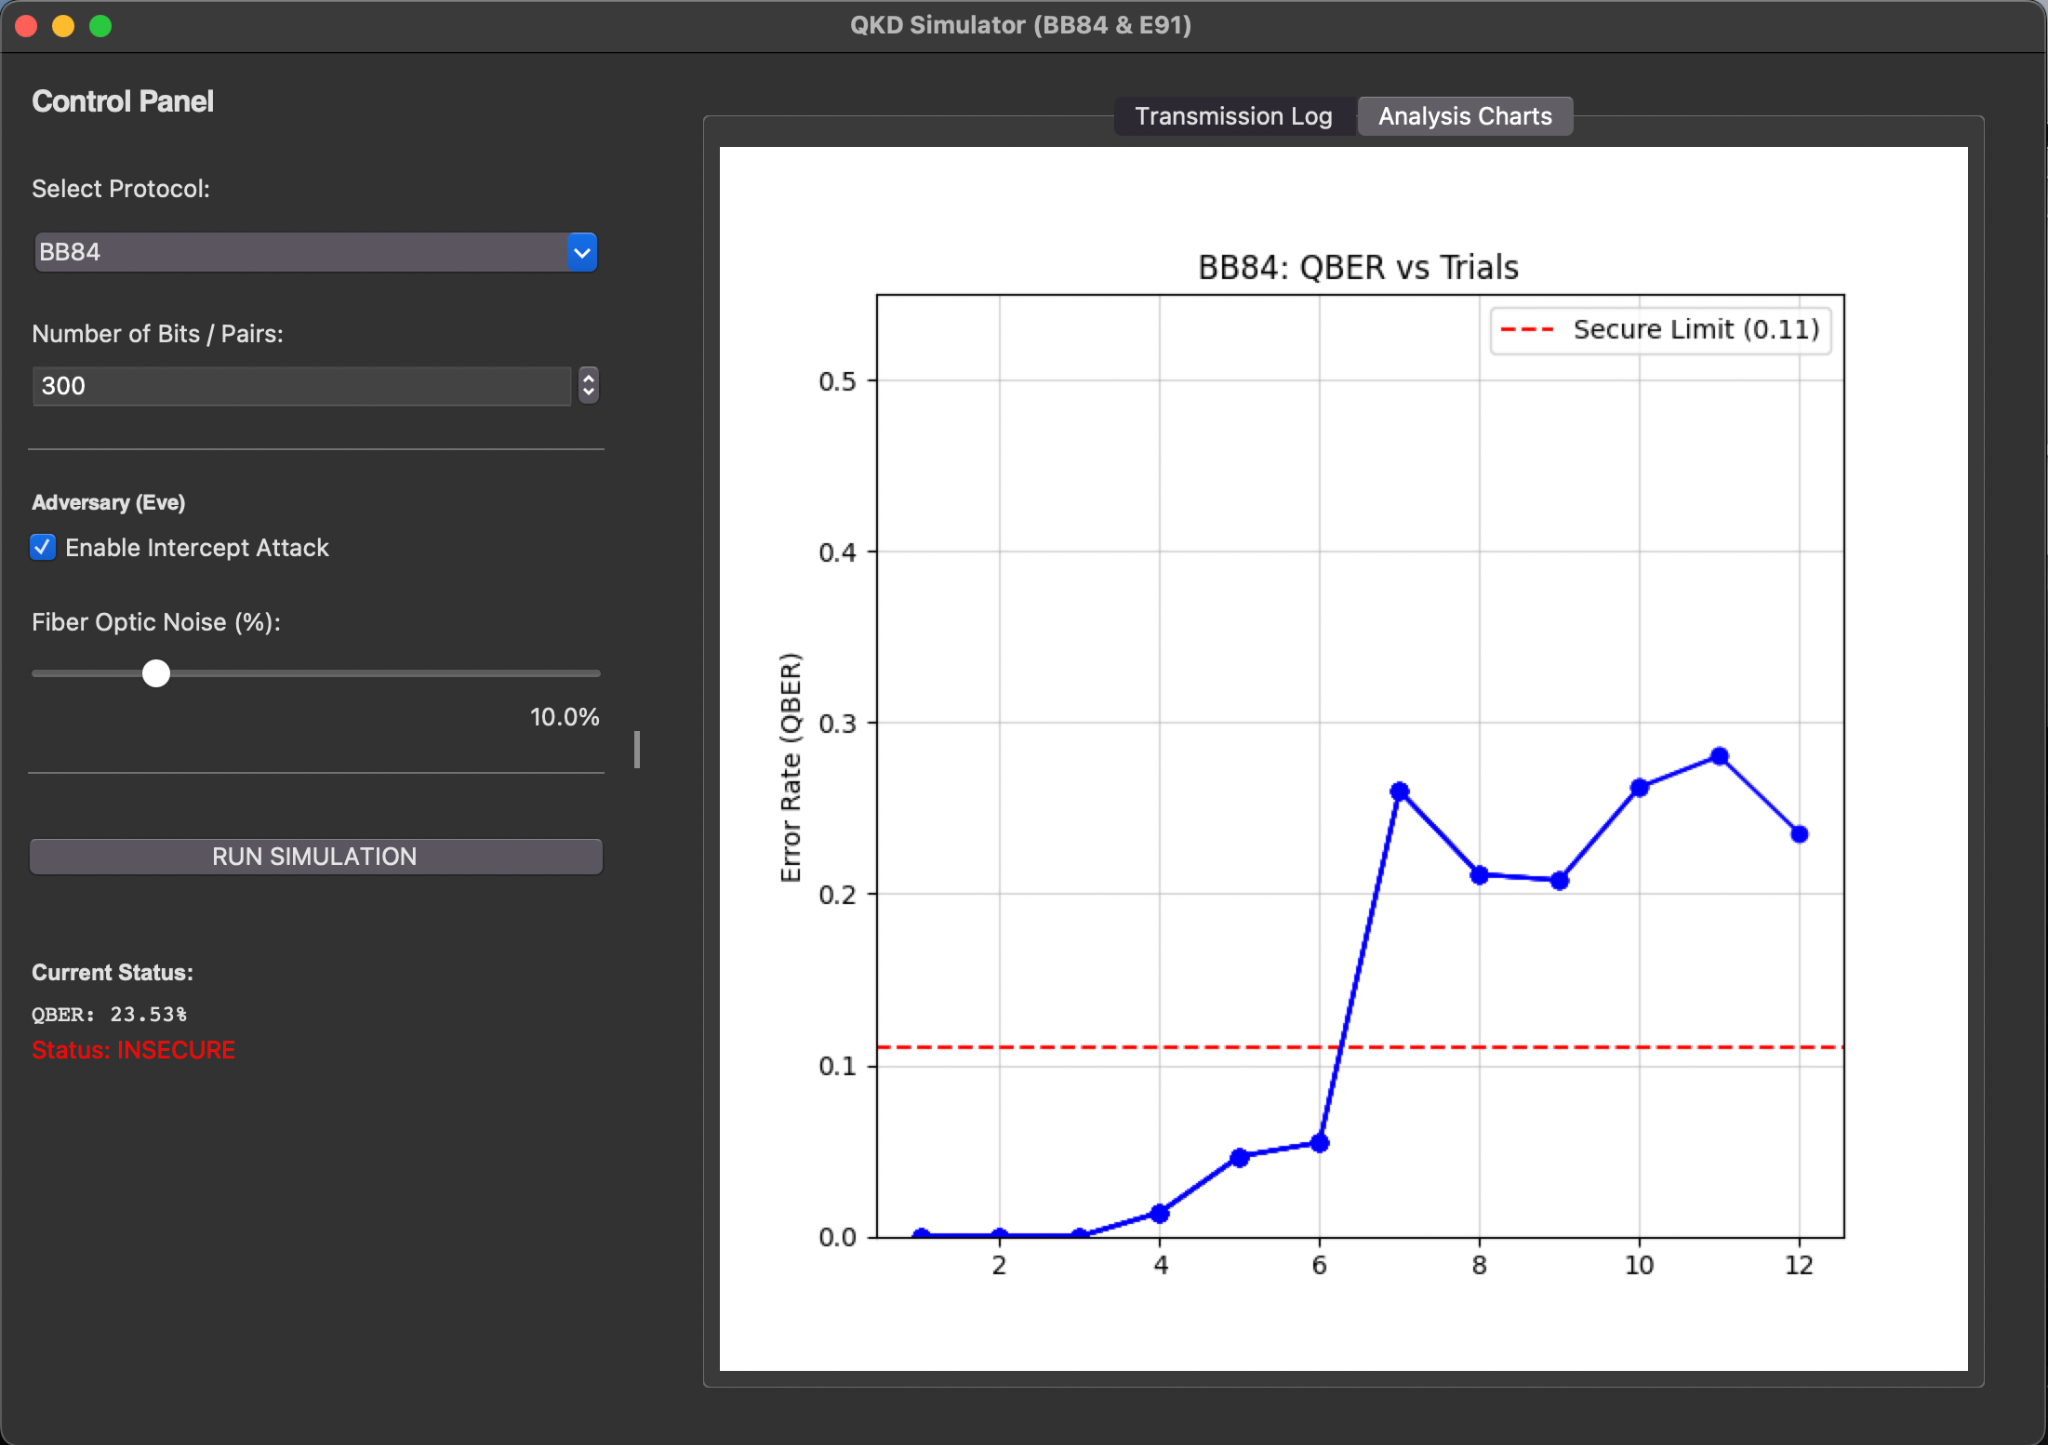 QKD Simulator (BB84 & E91)
Control Panel
Select Protocol:
BB84
Number of Bits / Pairs:
300
Adversary (Eve)
Enable Intercept Attack
Fiber Optic Noise (%):
10.0%
RUN SIMULATION
Current Status:
QBER: 23.53%
Status: INSECURE
Transmission Log
Analysis Charts
BB84: QBER vs Trials
Secure Limit (0.11)
Error Rate (QBER)
0.5
0.4
0.3
0.2
0.1
0.0
2 4 6 8 10 12